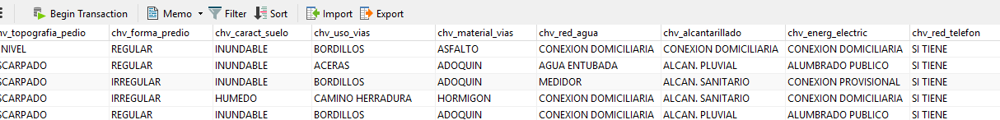 Begin Transaction Memo Filter Sort Import Export
hv_topografia_pedio chv_forma_predio chv_caract_suelo chv_uso_vias chv_material_vias chv_red_agua chv_alcantarillado chv_energ_electric chv_red_telefon
NIVEL REGULAR INUNDABLE BORDILLOS ASFALTO CONEXION DOMICILIARIA CONEXION DOMICILIARIA CONEXION DOMICILIARIA SI TIENE
SCARPADO REGULAR INUNDABLE ACERAS ADOQUIN AGUA ENTUBADA ALCAN. PLUVIAL ALUMBRADO PUBLICO SI TIENE
SCARPADO IRREGULAR INUNDABLE BORDILLOS ADOQUIN MEDIDOR ALCAN. SANITARIO CONEXION PROVISIONAL SI TIENE
SCARPADO IRREGULAR HUMEDO CAMINO HERRADURA HORMIGON CONEXION DOMICILIARIA ALCAN. SANITARIO CONEXION DOMICILIARIA SI TIENE
SCARPADO REGULAR INUNDABLE BORDILLOS ADOQUIN CONEXION DOMICILIARIA ALCAN. PLUVIAL ALUMBRADO PUBLICO SI TIENE